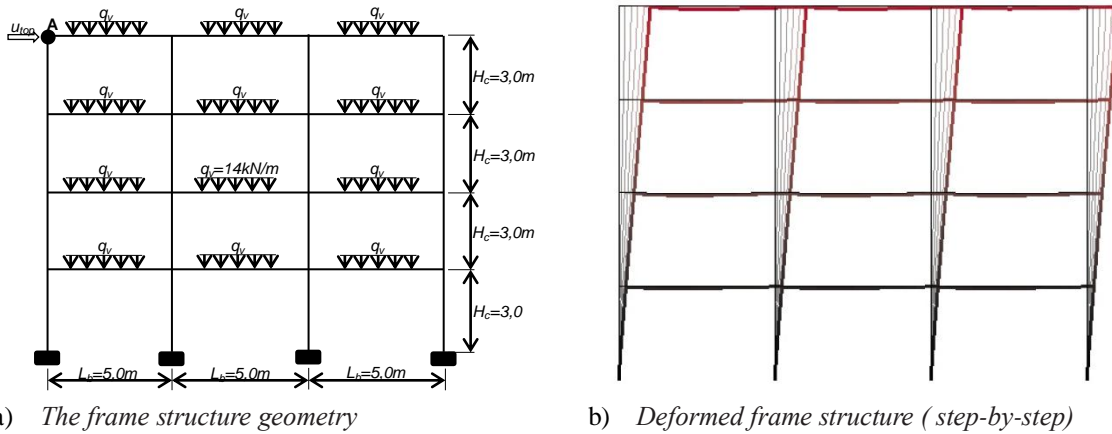 q_v q_v q_v
u_top A
H_c=3,0m
q_v q_v q_v
H_c=3,0m
q_v q_v=14kN/m q_v
H_c=3,0m
q_v q_v q_v
H_c=3,0
L_b=5.0m L_b=5.0m L_b=5.0m
) The frame structure geometry
b) Deformed frame structure ( step-by-step)